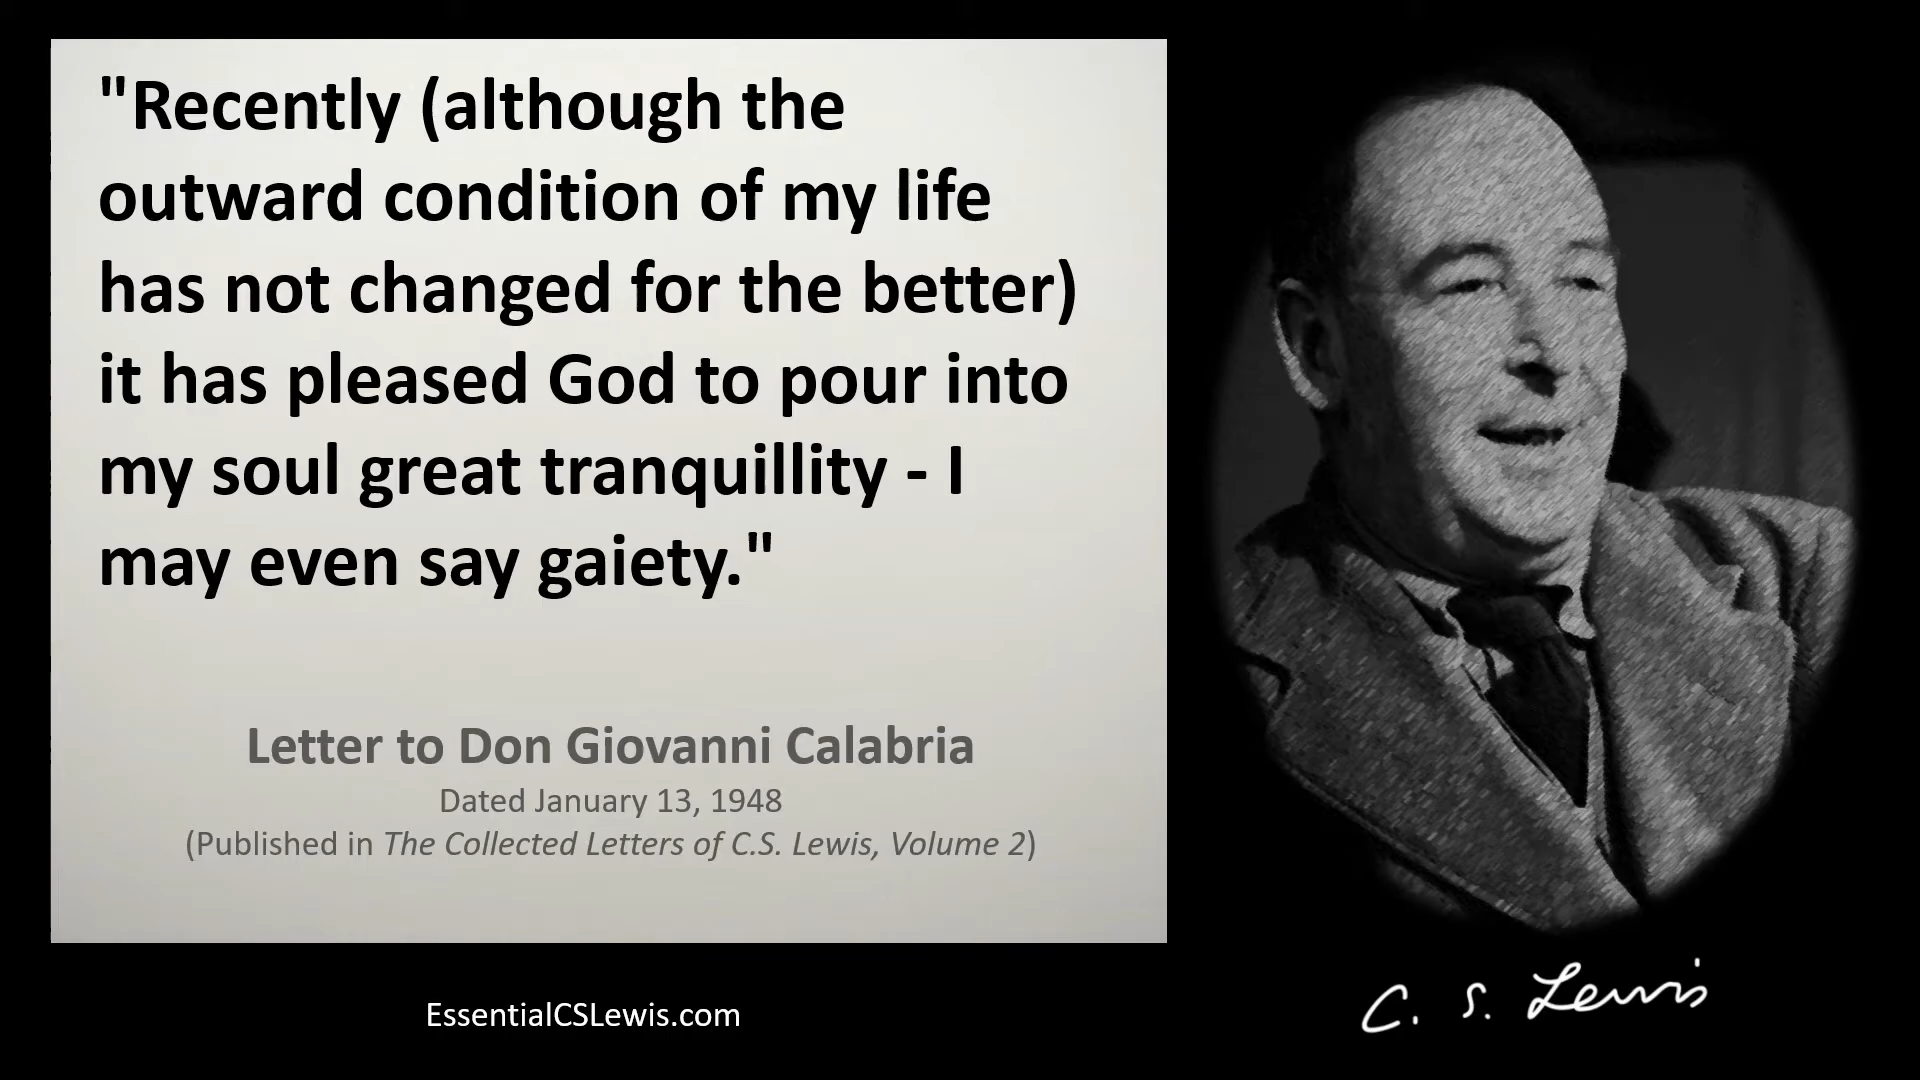 "Recently (although the
outward condition of my life
has not changed for the better)
it has pleased God to pour into
my soul great tranquillity - I
may even say gaiety."
Letter to Don Giovanni Calabria
Dated January 13, 1948
(Published in The Collected Letters of C.S. Lewis, Volume 2)
EssentialCSLewis.com
C. S. Lewis